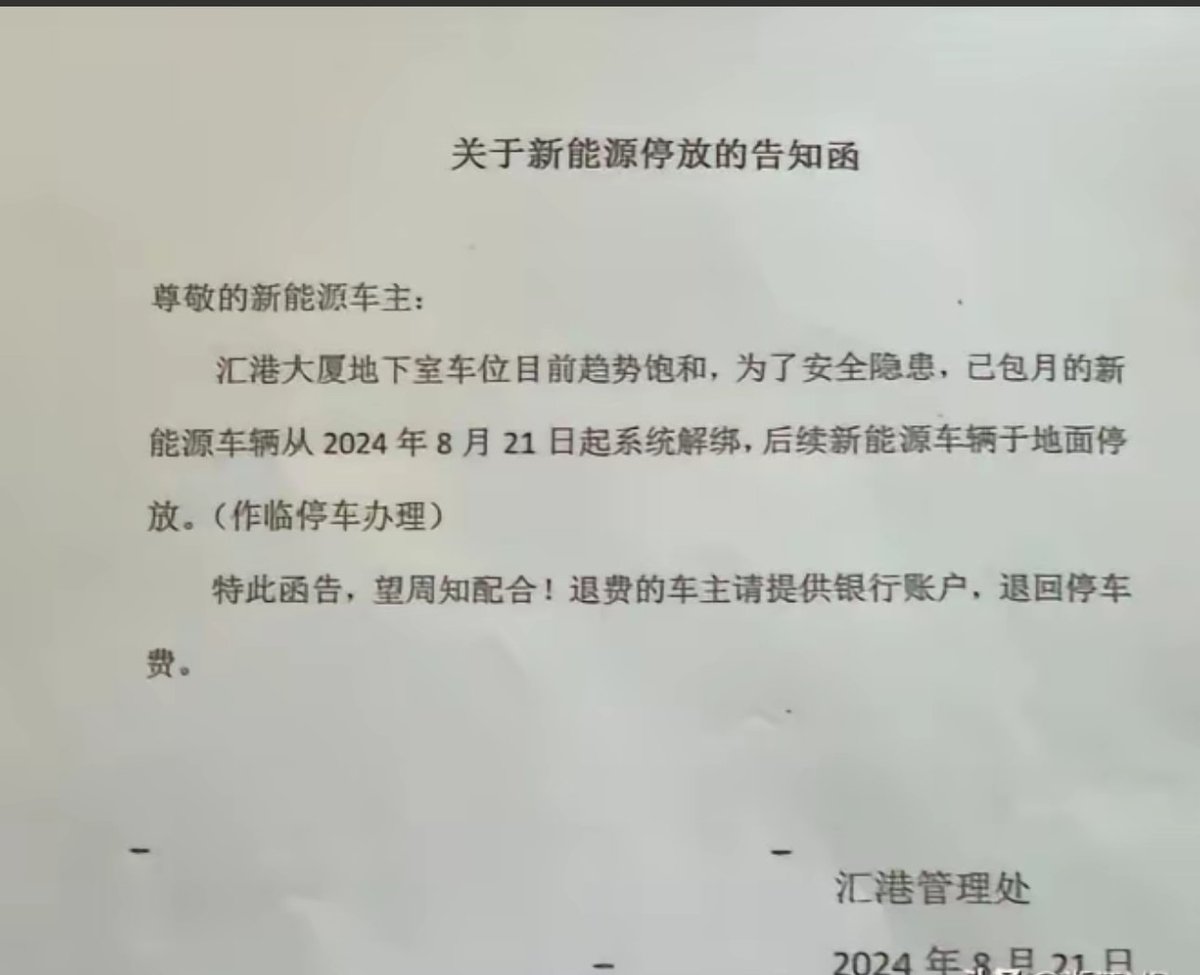 关于新能源停放的告知函
尊敬的新能源车主：
汇港大厦地下室车位目前趋势饱和，为了安全隐患，已包月的新
能源车辆从 2024 年 8 月 21 日起系统解绑，后续新能源车辆于地面停
放。（作临停车办理）
特此函告，望周知配合！退费的车主请提供银行账户，退回停车
费。
汇港管理处
2024 年 8 月 21 日